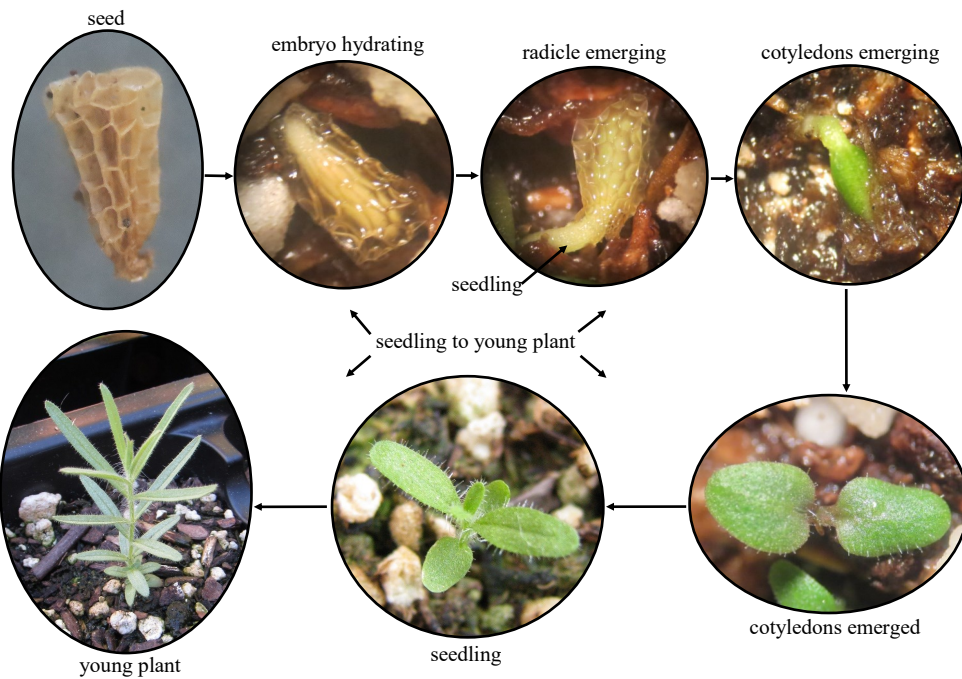 seed
embryo hydrating
radicle emerging
cotyledons emerging
seedling
seedling to young plant
cotyledons emerged
seedling
young plant